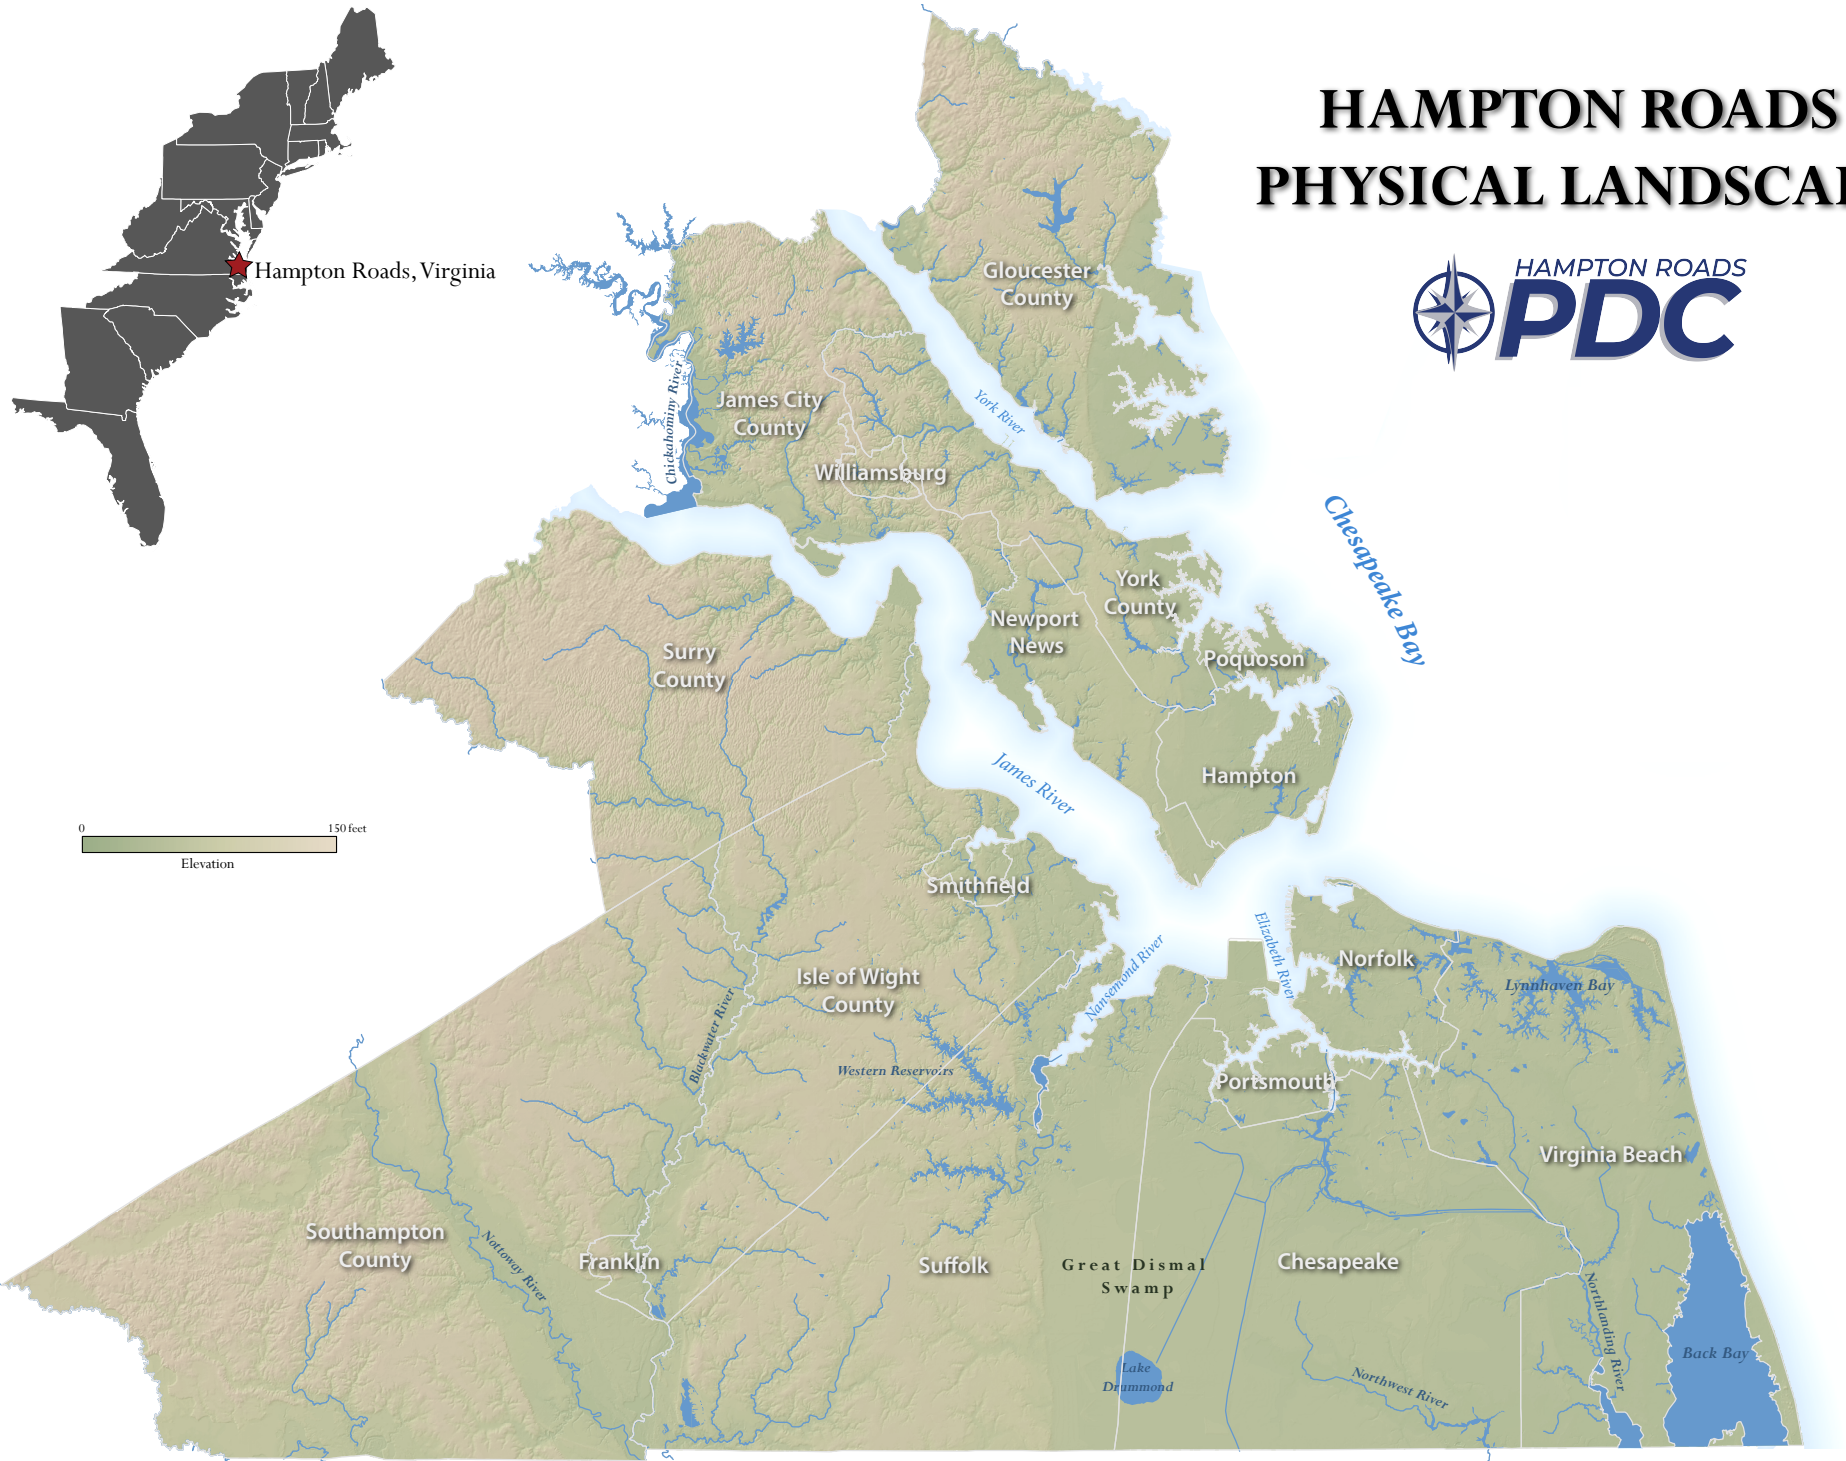 HAMPTON ROADS
PHYSICAL LANDSCA
HAMPTON ROADS
PDC
Hampton Roads, Virginia
Gloucester
County
Chickahominy River
James City
County
York River
Williamsburg
Chesapeake Bay
York
County
Newport
News
Surry
County
Poquoson
James River
Hampton
0
150 feet
Elevation
Smithfield
Elizabeth River
Nansemond River
Norfolk
Isle of Wight
County
Lynnhaven Bay
Blackwater River
Western Reservoirs
Portsmouth
Virginia Beach
Southampton
County
Nottoway River
Franklin
Suffolk
Great Dismal
Swamp
Chesapeake
Northlanding River
Back Bay
Lake
Drummond
Northwest River